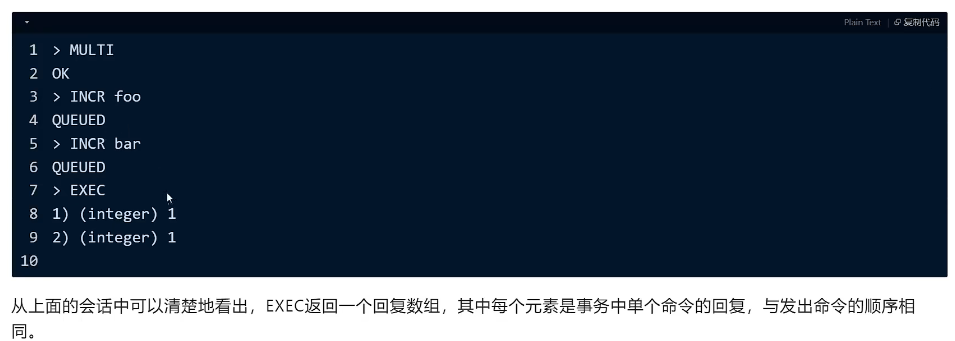 Plain Text | 复制代码
1 > MULTI
2 OK
3 > INCR foo
4 QUEUED
5 > INCR bar
6 QUEUED
7 > EXEC
8 1) (integer) 1
9 2) (integer) 1
10
从上面的会话中可以清楚地看出，EXEC返回一个回复数组，其中每个元素是事务中单个命令的回复，与发出命令的顺序相
同。